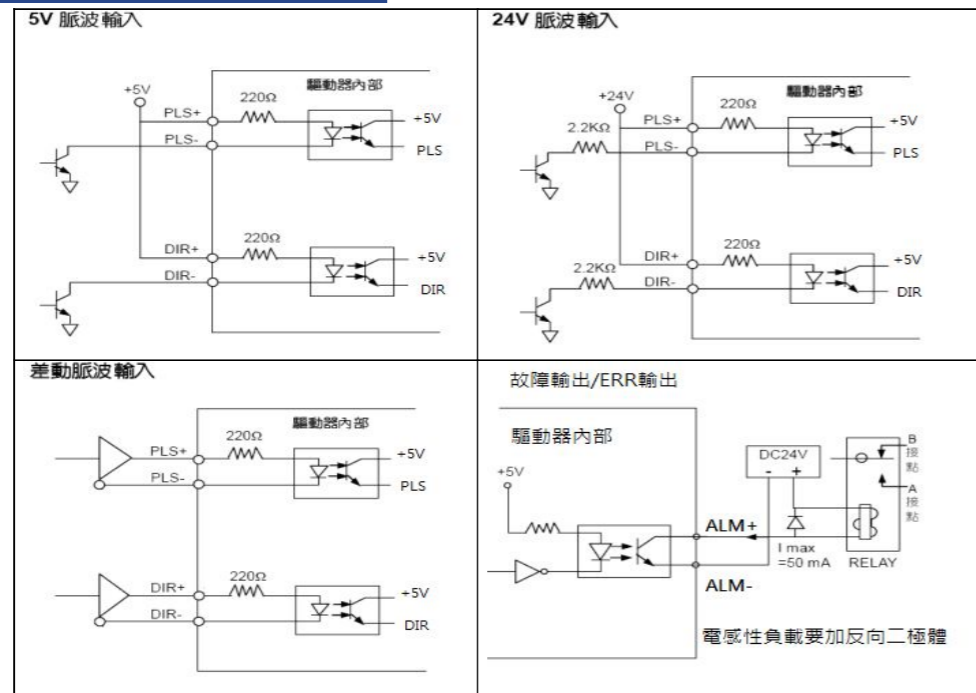 5V 脈波輸入
驅動器內部
+5V
220Ω
PLS+
+5V
PLS-
PLS
220Ω
DIR+
+5V
DIR-
DIR
24V 脈波輸入
驅動器內部
+24V
220Ω
PLS+
+5V
2.2KΩ
PLS-
PLS
220Ω
DIR+
+5V
2.2KΩ
DIR-
DIR
差動脈波輸入
驅動器內部
220Ω
PLS+
+5V
PLS-
PLS
220Ω
DIR+
+5V
DIR-
DIR
故障輸出/ERR輸出
驅動器內部
+5V
DC24V
- +
B
接
點
A
接
點
ALM+
I max
=50 mA
RELAY
ALM-
電感性負載要加反向二極體